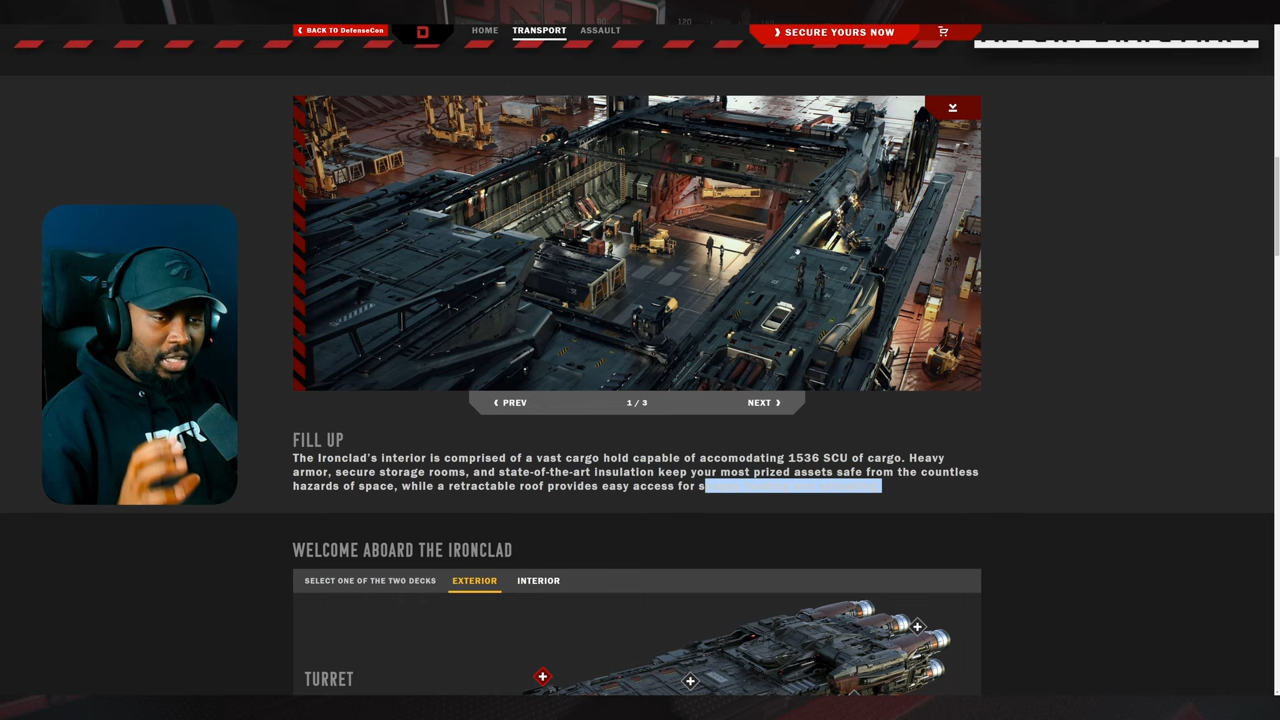 120
BACK TO DefenseCon
HOME
TRANSPORT
ASSAULT
SECURE YOURS NOW
PREV
1 / 3
NEXT
FILL UP
The Ironclad's interior is comprised of a vast cargo hold capable of accomodating 1536 SCU of cargo. Heavy
armor, secure storage rooms, and state-of-the-art insulation keep your most prized assets safe from the countless
hazards of space, while a retractable roof provides easy access for
WELCOME ABOARD THE IRONCLAD
SELECT ONE OF THE TWO DECKS
EXTERIOR
INTERIOR
TURRET